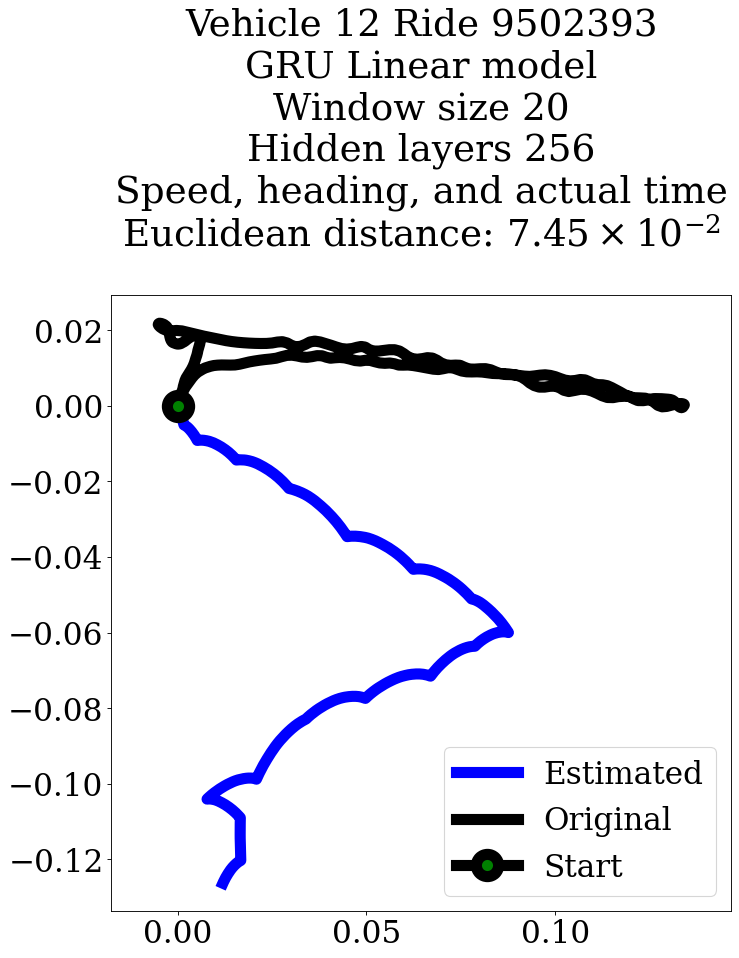 Vehicle 12 Ride 9502393
GRU Linear model
Window size 20
Hidden layers 256
Speed, heading, and actual time
Euclidean distance: 7.45 × 10⁻²
0.02
0.00
−0.02
−0.04
−0.06
−0.08
−0.10
−0.12
0.00 0.05 0.10
Estimated
Original
Start